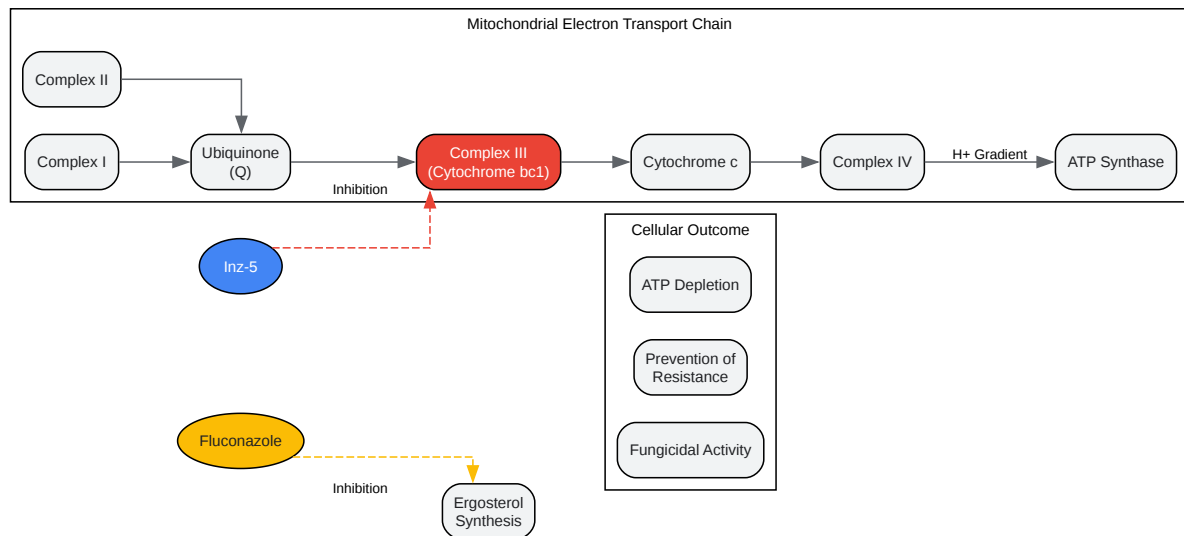 Mitochondrial Electron Transport Chain
Complex II
Complex I
Ubiquinone
(Q)
Complex III
(Cytochrome bc1)
Cytochrome c
Complex IV
H+ Gradient
ATP Synthase
Inhibition
Inz-5
Cellular Outcome
ATP Depletion
Prevention of
Resistance
Fungicidal Activity
Fluconazole
Inhibition
Ergosterol
Synthesis